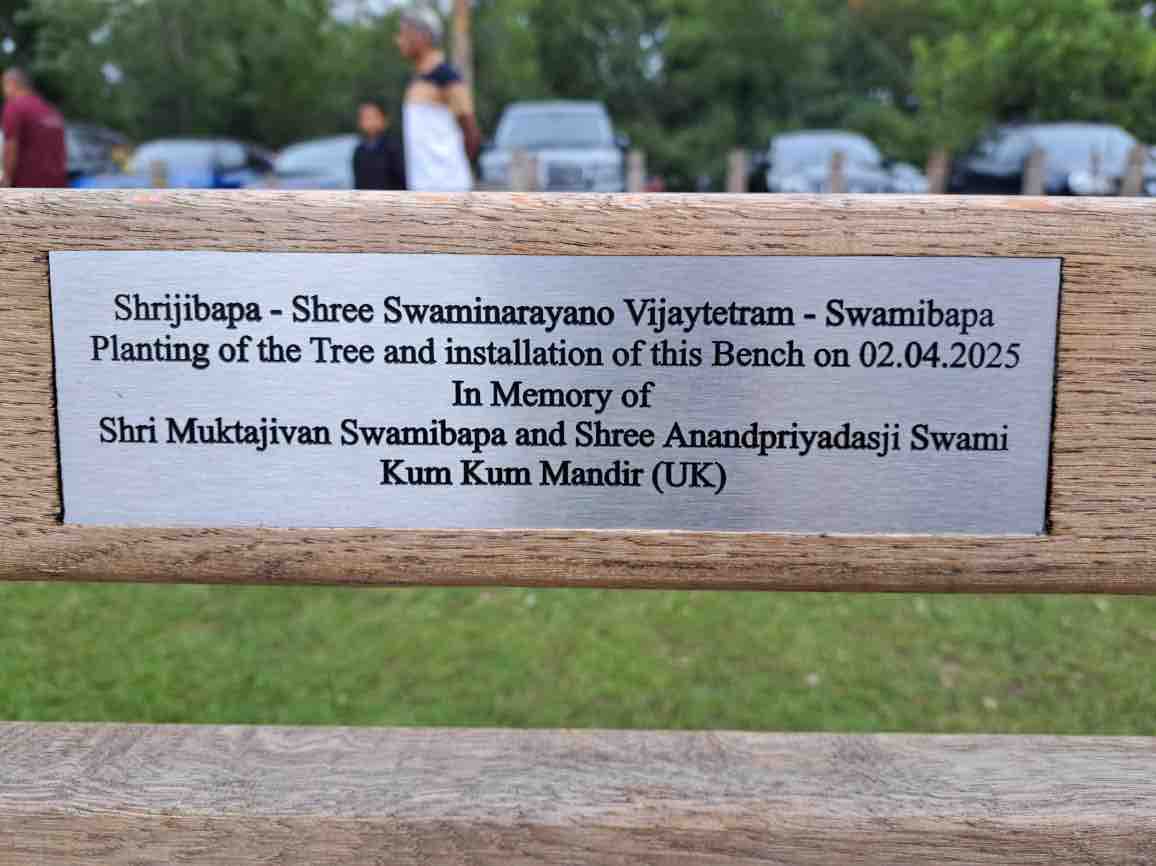 Shrijibapa - Shree Swaminarayano Vijaytetram - Swamibapa
Planting of the Tree and installation of this Bench on 02.04.2025
In Memory of
Shri Muktajivan Swamibapa and Shree Anandpriyadasji Swami
Kum Kum Mandir (UK)